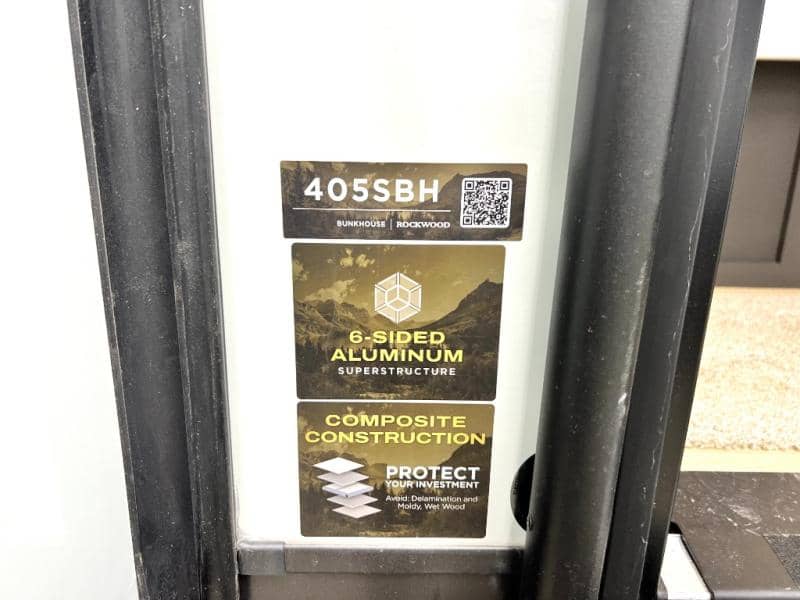 405SBH
BUNKHOUSE | ROCKWOOD
6-SIDED
ALUMINUM
SUPERSTRUCTURE
COMPOSITE
CONSTRUCTION
PROTECT
YOUR INVESTMENT
Avoid: Delamination and
Moldy, Wet Wood